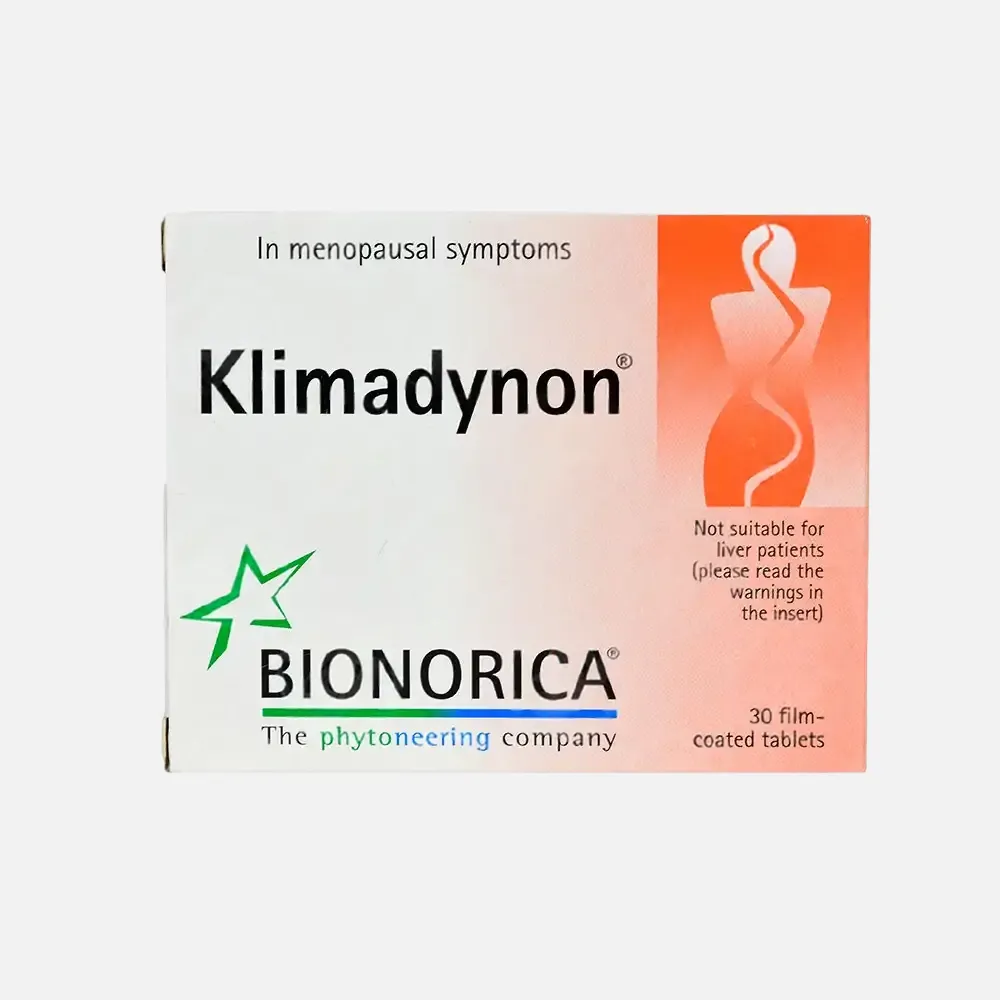 In menopausal symptoms
Klimadynon®
Not suitable for
liver patients
(please read the
warnings in
the insert)
BIONORICA®
The phytoneering company
30 film-
coated tablets